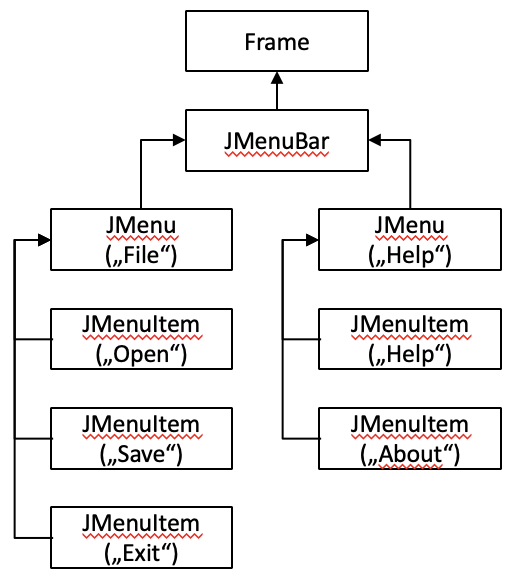 Frame
JMenuBar
JMenu
(„File“)
JMenu
(„Help“)
JMenuItem
(„Open“)
JMenuItem
(„Help“)
JMenuItem
(„Save“)
JMenuItem
(„About“)
JMenuItem
(„Exit“)